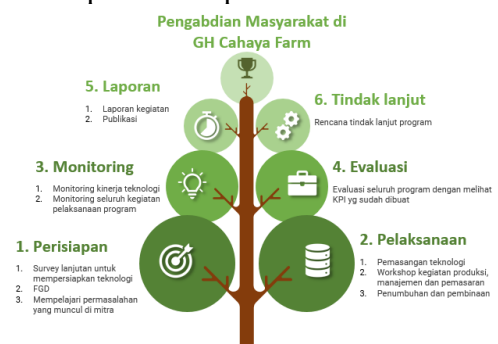 Pengabdian Masyarakat di
GH Cahaya Farm
5. Laporan
1. Laporan kegiatan
2. Publikasi
6. Tindak lanjut
Rencana tindak lanjut program
3. Monitoring
1. Monitoring kinerja teknologi
2. Monitoring seluruh kegiatan
pelaksanaan program
4. Evaluasi
Evaluasi seluruh program dengan melihat
KPI yg sudah dibuat
1. Perisiapan
1. Survey lanjutan untuk
mempersiapkan teknologi
2. FGD
3. Mempelajari permasalahan
yang muncul di mitra
2. Pelaksanaan
1. Pemasangan teknologi
2. Workshop kegiatan produksi,
manajemen dan pemasaran
3. Penumbuhan dan pembinaan